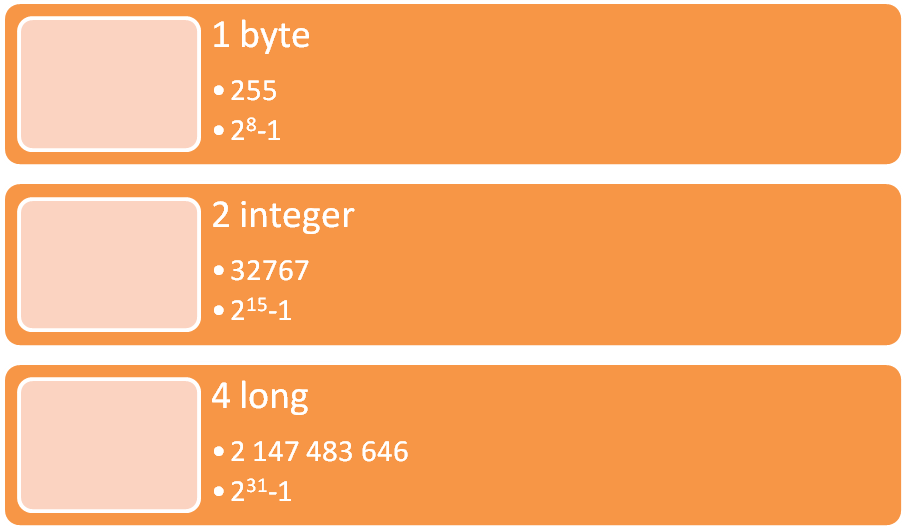 1 byte
• 255
• 2⁸-1
2 integer
• 32767
• 2¹⁵-1
4 long
• 2 147 483 646
• 2³¹-1